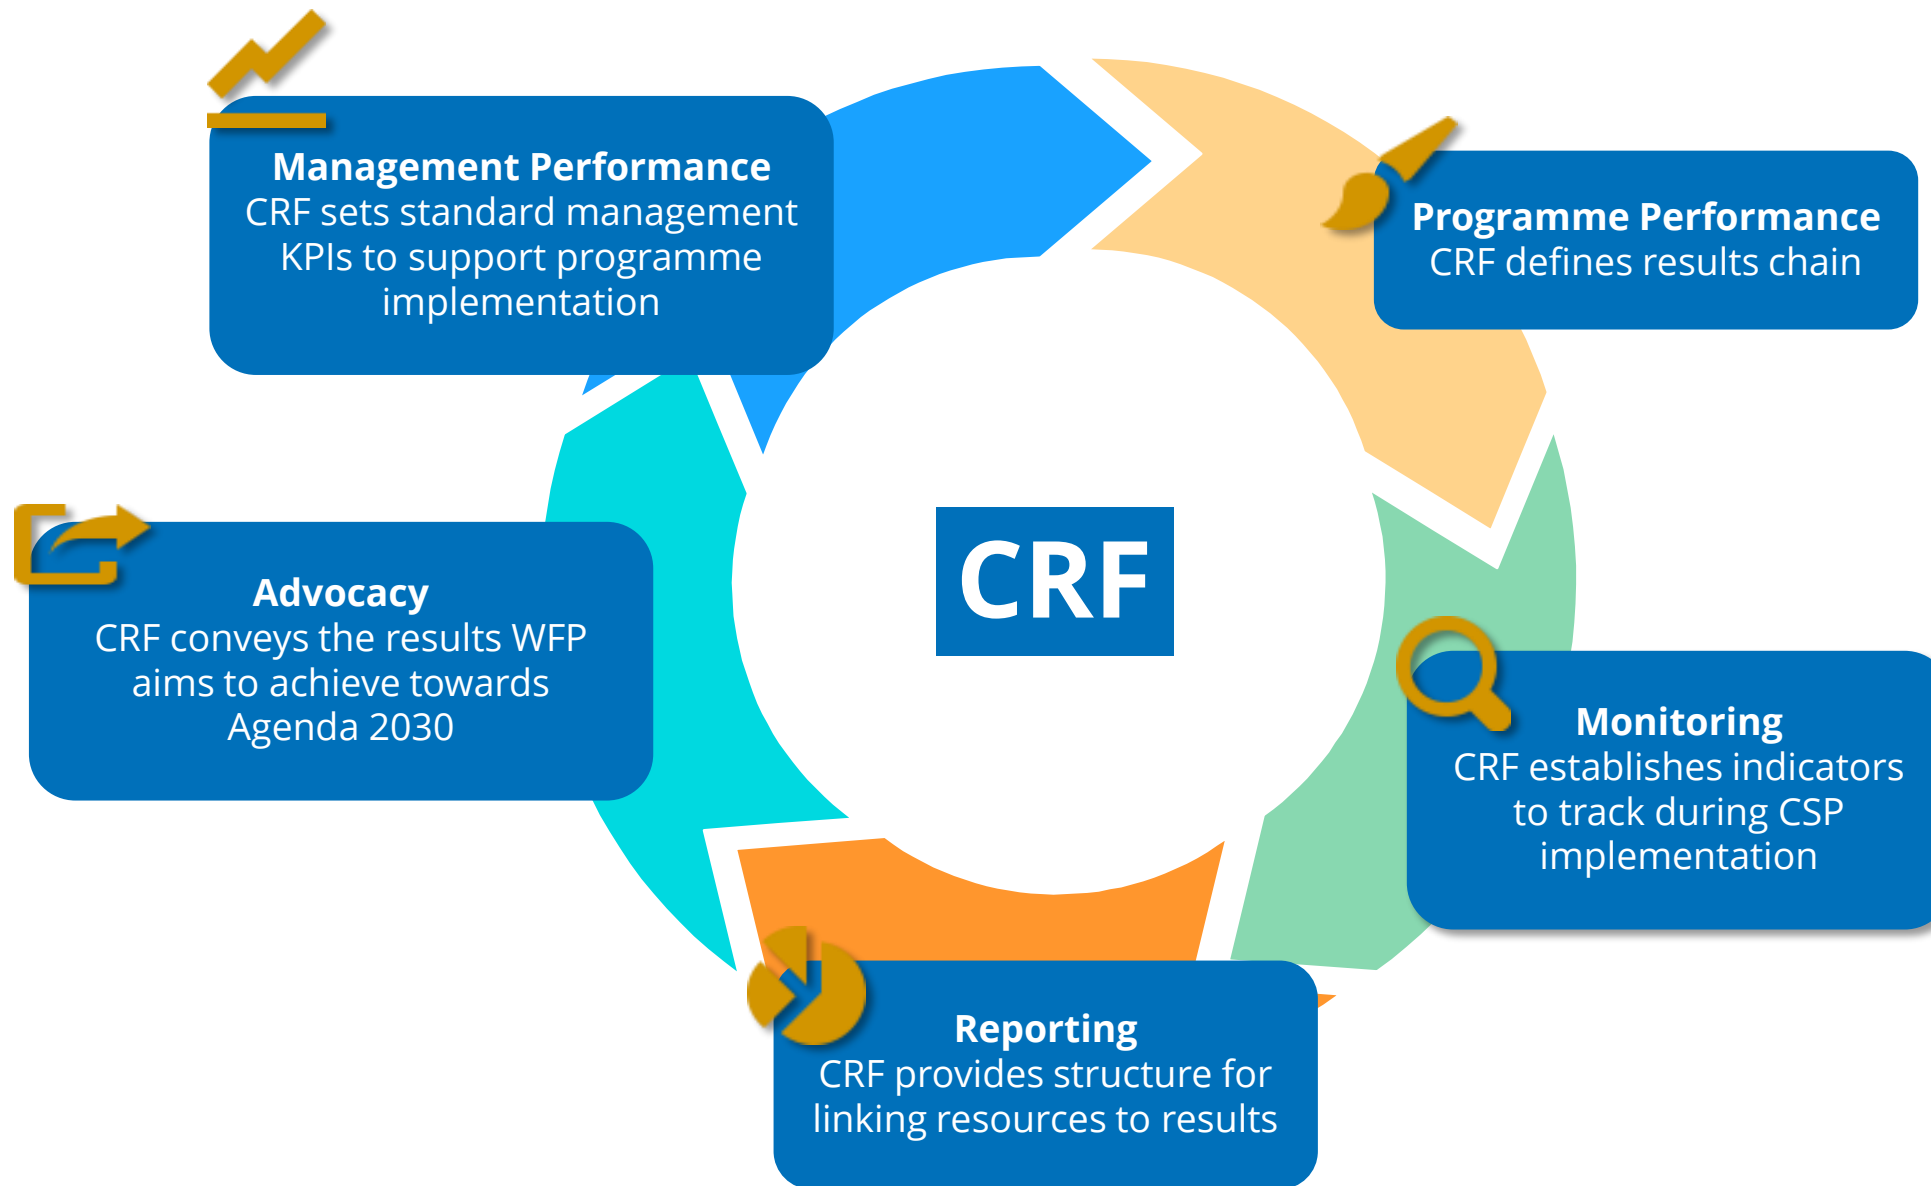 Management Performance
CRF sets standard management
KPIs to support programme
implementation
Programme Performance
CRF defines results chain
CRF
Advocacy
CRF conveys the results WFP
aims to achieve towards
Agenda 2030
Monitoring
CRF establishes indicators
to track during CSP
implementation
Reporting
CRF provides structure for
linking resources to results